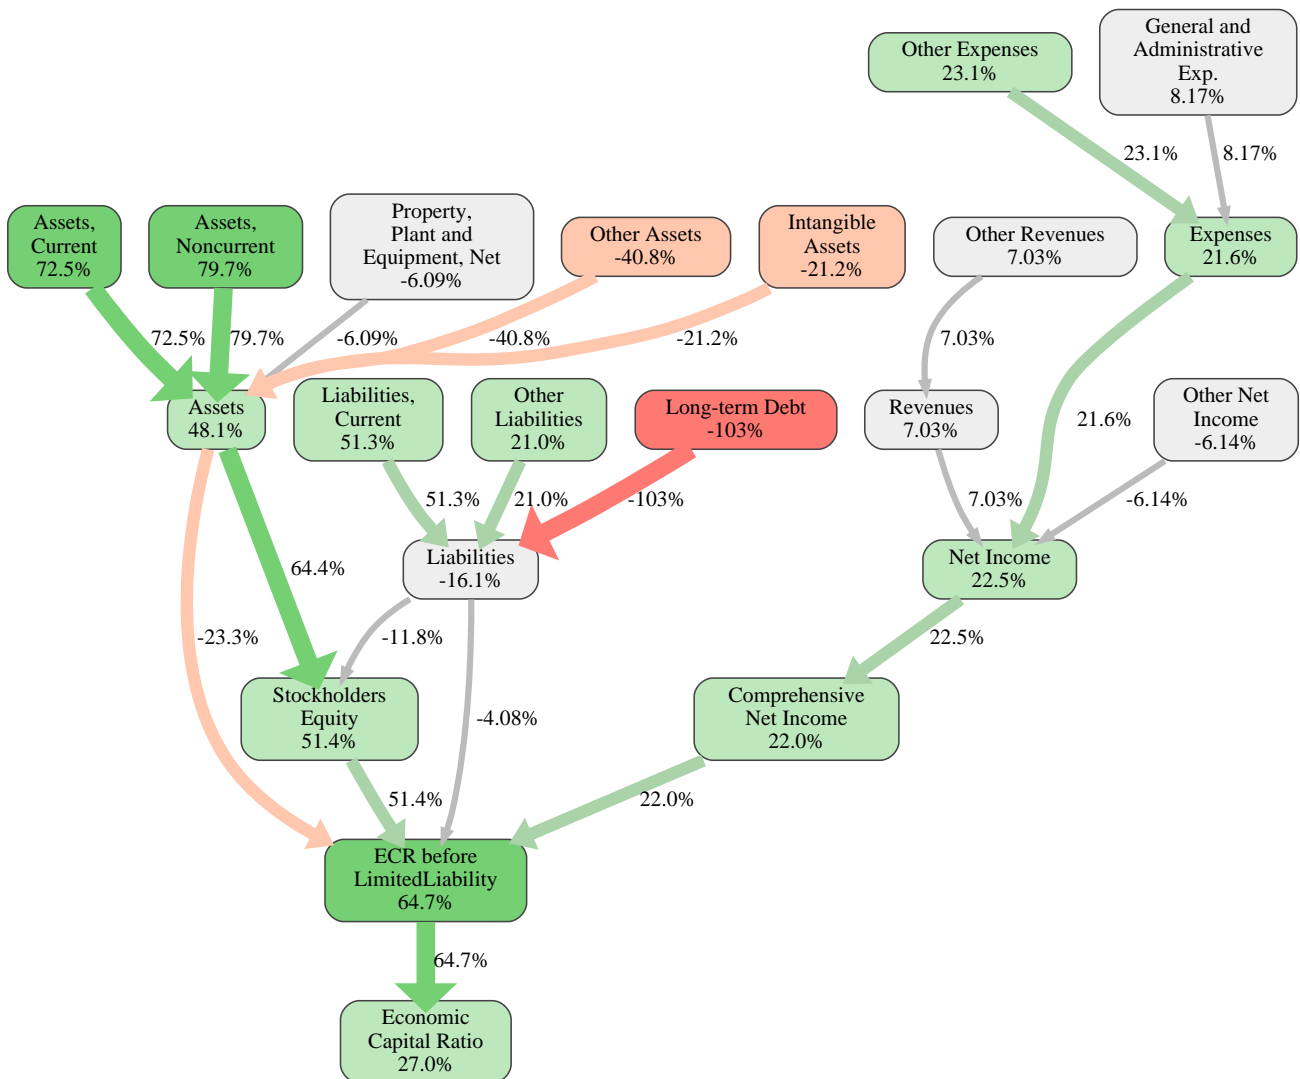 General and
Administrative
Exp.
8.17%
Other Expenses
23.1%
23.1%
8.17%
Assets,
Current
72.5%
Assets,
Noncurrent
79.7%
Property,
Plant and
Equipment, Net
-6.09%
Other Assets
-40.8%
Intangible
Assets
-21.2%
Other Revenues
7.03%
Expenses
21.6%
72.5%
79.7%
-6.09%
-40.8%
-21.2%
7.03%
Assets
48.1%
Liabilities,
Current
51.3%
Other
Liabilities
21.0%
Long-term Debt
-103%
Revenues
7.03%
21.6%
Other Net
Income
-6.14%
51.3%
21.0%
-103%
7.03%
-6.14%
64.4%
Liabilities
-16.1%
Net Income
22.5%
-23.3%
-11.8%
22.5%
Stockholders
Equity
51.4%
-4.08%
Comprehensive
Net Income
22.0%
51.4%
22.0%
ECR before
LimitedLiability
64.7%
64.7%
Economic
Capital Ratio
27.0%